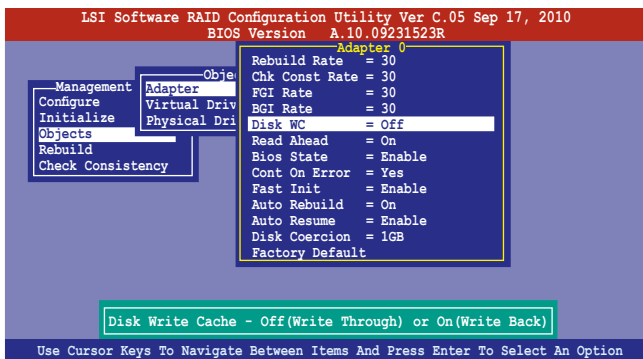 LSI Software RAID Configuration Utility Ver C.05 Sep 17, 2010
BIOS Version A.10.09231523R
Management
Configure
Initialize
Objects
Rebuild
Check Consistency
Obje
Adapter
Virtual Driv
Physical Dri
Adapter 0
Rebuild Rate = 30
Chk Const Rate = 30
FGI Rate = 30
BGI Rate = 30
Disk WC = Off
Read Ahead = On
Bios State = Enable
Cont On Error = Yes
Fast Init = Enable
Auto Rebuild = On
Auto Resume = Enable
Disk Coercion = 1GB
Factory Default
Disk Write Cache - Off(Write Through) or On(Write Back)
Use Cursor Keys To Navigate Between Items And Press Enter To Select An Option